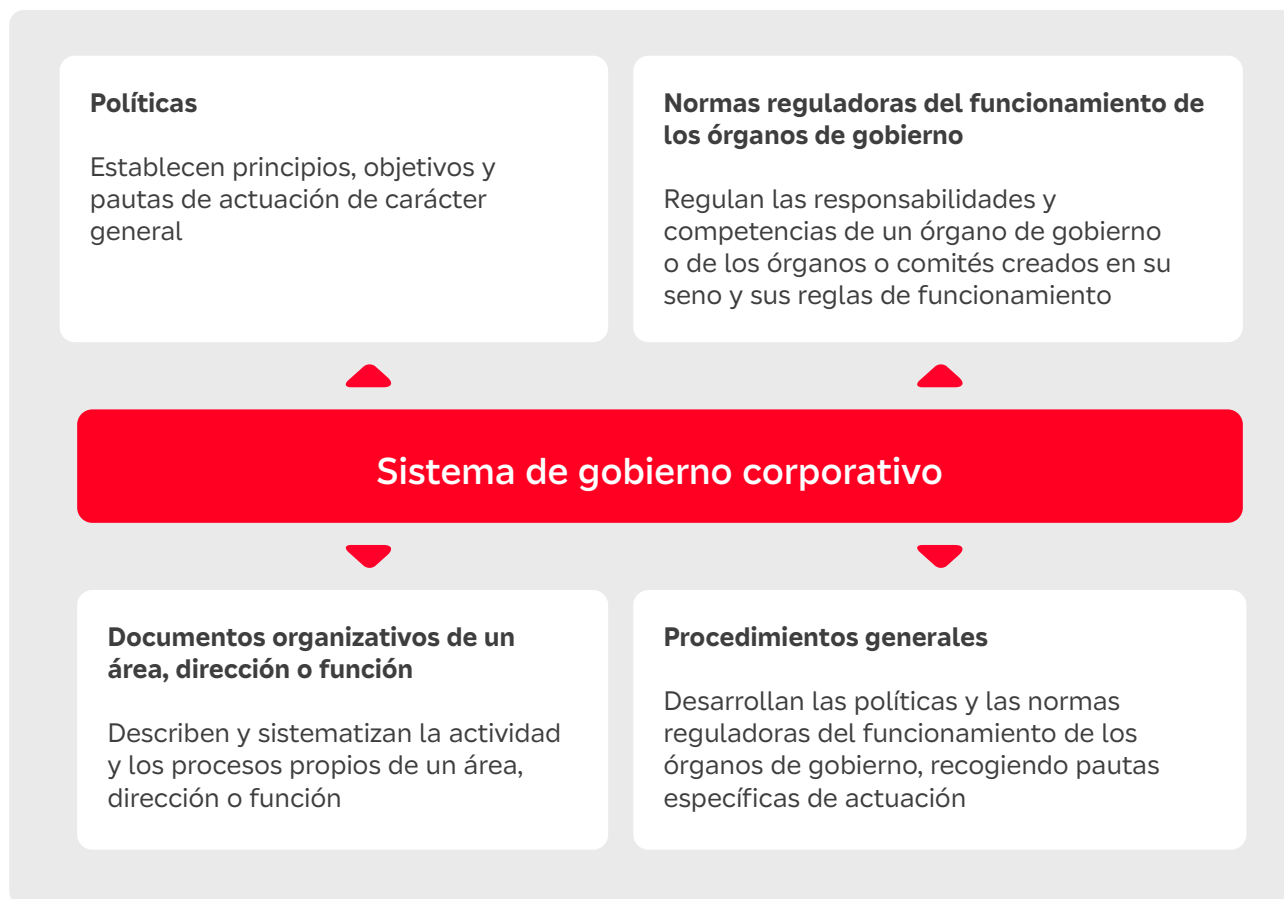 Políticas
Establecen principios, objetivos y
pautas de actuación de carácter
general
Normas reguladoras del funcionamiento de
los órganos de gobierno
Regulan las responsabilidades y
competencias de un órgano de gobierno
o de los órganos o comités creados en su
seno y sus reglas de funcionamiento
Sistema de gobierno corporativo
Documentos organizativos de un
área, dirección o función
Describen y sistematizan la actividad
y los procesos propios de un área,
dirección o función
Procedimientos generales
Desarrollan las políticas y las normas
reguladoras del funcionamiento de los
órganos de gobierno, recogiendo pautas
específicas de actuación